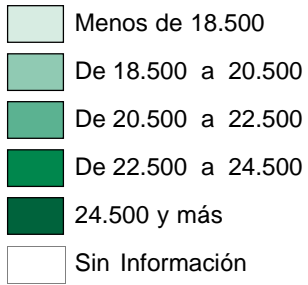 Menos de 18.500
De 18.500 a 20.500
De 20.500 a 22.500
De 22.500 a 24.500
24.500 y más
Sin Información